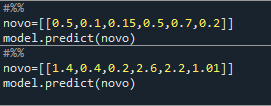 #%%
novo=[[0.5,0.1,0.15,0.5,0.7,0.2]]
model.predict(novo)
#%%
novo=[[1.4,0.4,0.2,2.6,2.2,1.01]]
model.predict(novo)